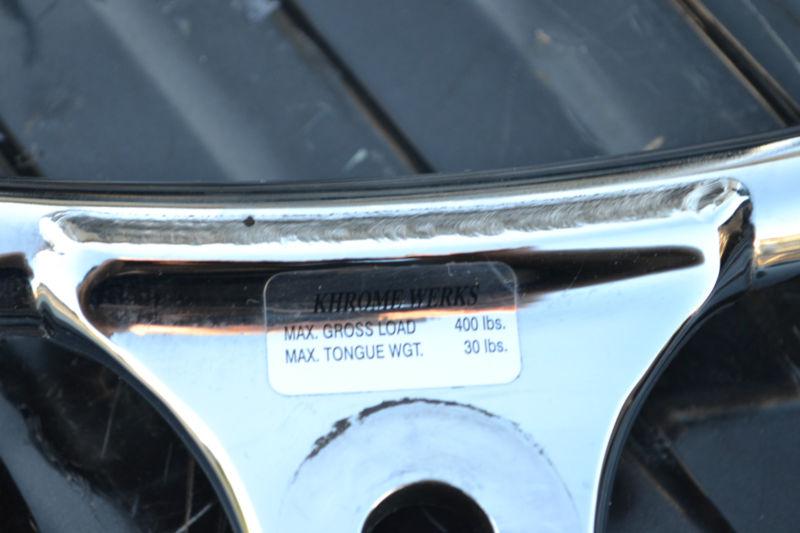 KHROME WERKS
MAX. GROSS LOAD 400 lbs.
MAX. TONGUE WGT. 30 lbs.